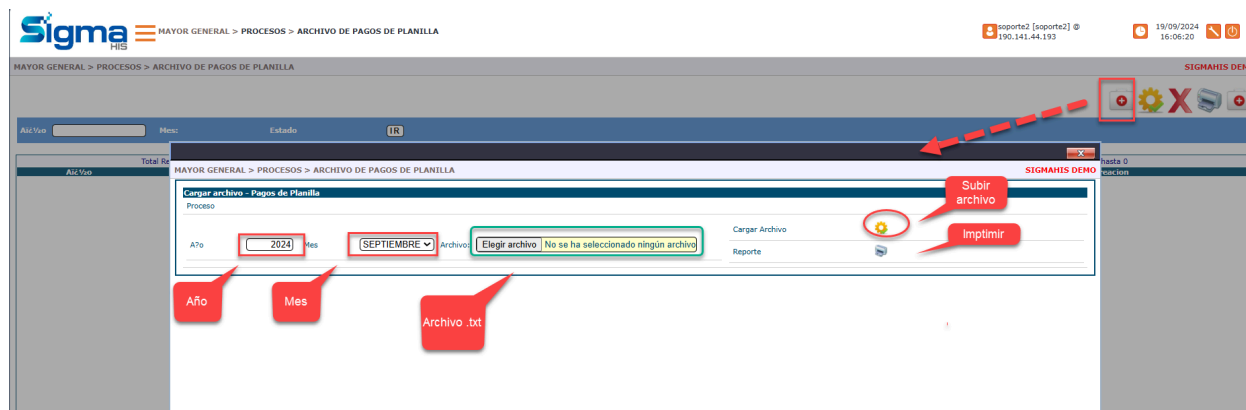 Sigma
HIS
MAYOR GENERAL > PROCESOS > ARCHIVO DE PAGOS DE PLANILLA
soporte2 [soporte2] @
190.141.44.193
19/09/2024
16:06:20
MAYOR GENERAL > PROCESOS > ARCHIVO DE PAGOS DE PLANILLA
SIGMAHIS DEM
Aï¿½o
Mes:
Estado
IR
Total Re
hasta 0
Aï¿½o
reacion
X
MAYOR GENERAL > PROCESOS > ARCHIVO DE PAGOS DE PLANILLA
SIGMAHIS DEMO
Cargar archivo - Pagos de Planilla
Proceso
Subir
archivo
A?o
2024
Mes
SEPTIEMBRE
Archivo:
Elegir archivo
No se ha seleccionado ningún archivo
Cargar Archivo
Reporte
Imptimir
Año
Mes
Archivo .txt